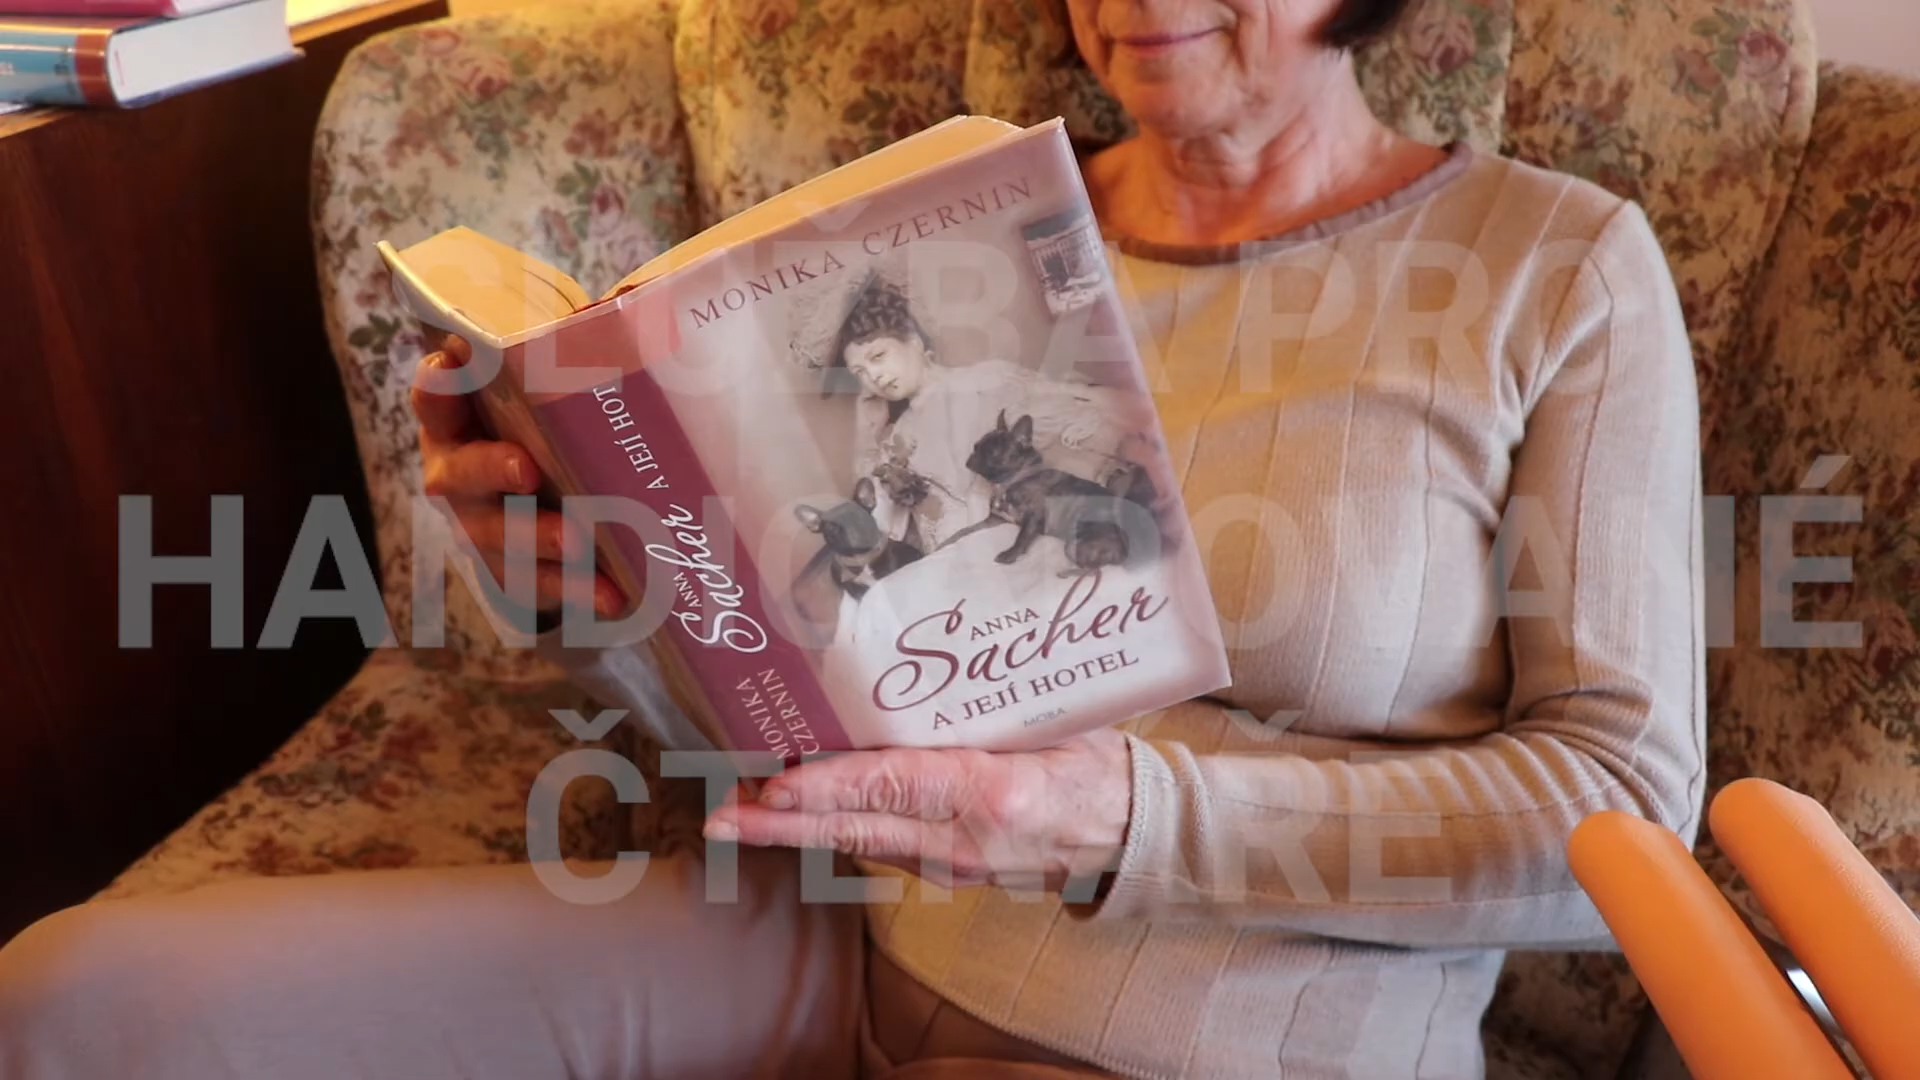 SLUŽBA PRO
HANDICAPOVANÉ
ČTENÁŘE
MONIKA CZERNIN
ANNA
Sacher
A JEJÍ HOTEL
MOBA
MONIKA
CZERNIN
ANNA
Sacher
A JEJÍ HOT